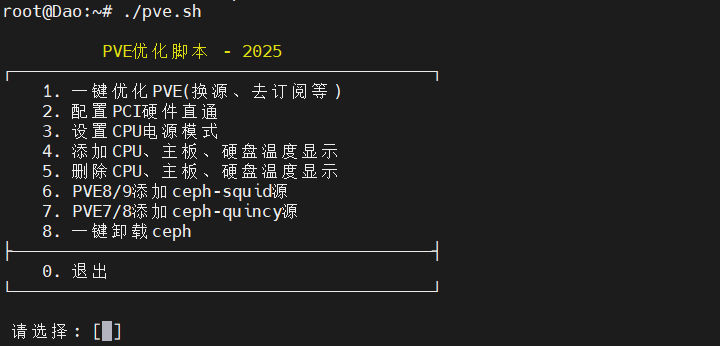 root@Dao:~# ./pve.sh
PVE优化脚本 - 2025
1. 一键优化PVE(换源、去订阅等)
2. 配置PCI硬件直通
3. 设置CPU电源模式
4. 添加CPU、主板、硬盘温度显示
5. 删除CPU、主板、硬盘温度显示
6. PVE8/9添加ceph-squid源
7. PVE7/8添加ceph-quincy源
8. 一键卸载ceph
0. 退出
请选择: [ ]